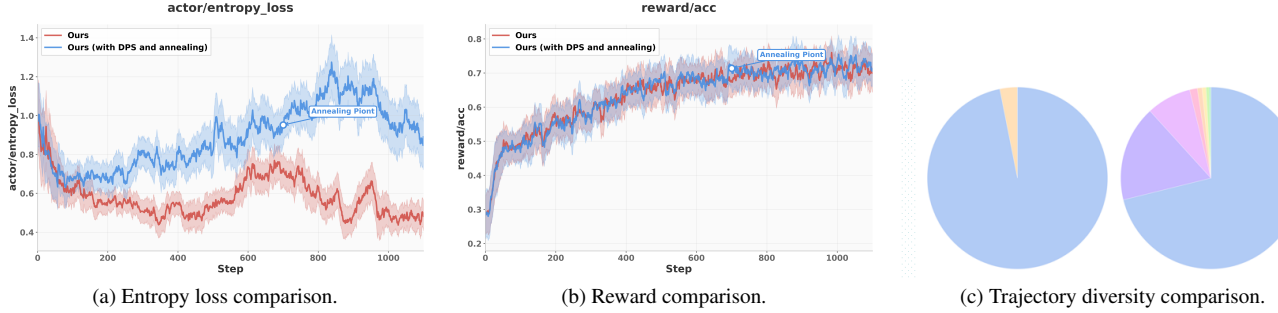 actor/entropy_loss
Ours
Ours (with DPS and annealing)
Annealing Piont
actor/entropy_loss
1.4
1.2
1.0
0.8
0.6
0.4
0 200 400 600 800 1000
Step
(a) Entropy loss comparison.
reward/acc
Ours
Ours (with DPS and annealing)
Annealing Piont
reward/acc
0.8
0.7
0.6
0.5
0.4
0.3
0.2
0 200 400 600 800 1000
Step
(b) Reward comparison.
(c) Trajectory diversity comparison.